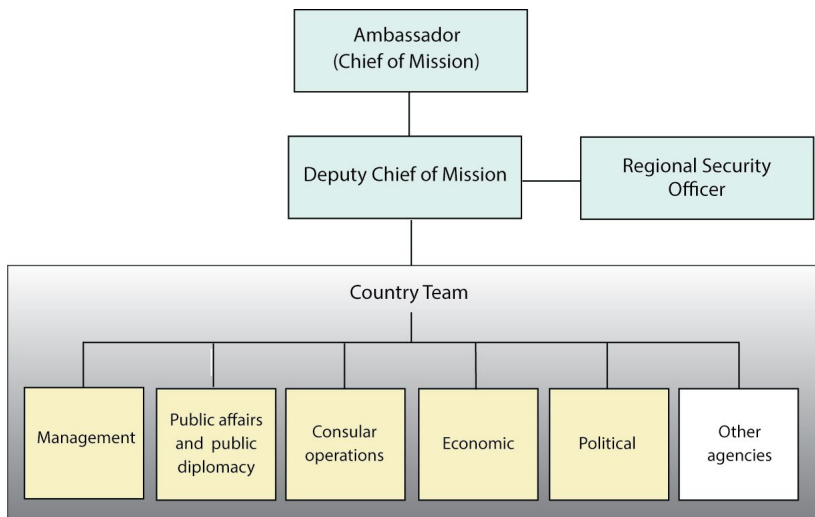 Ambassador
(Chief of Mission)
Deputy Chief of Mission
Regional Security
Officer
Country Team
Management
Public affairs
and public
diplomacy
Consular
operations
Economic
Political
Other
agencies